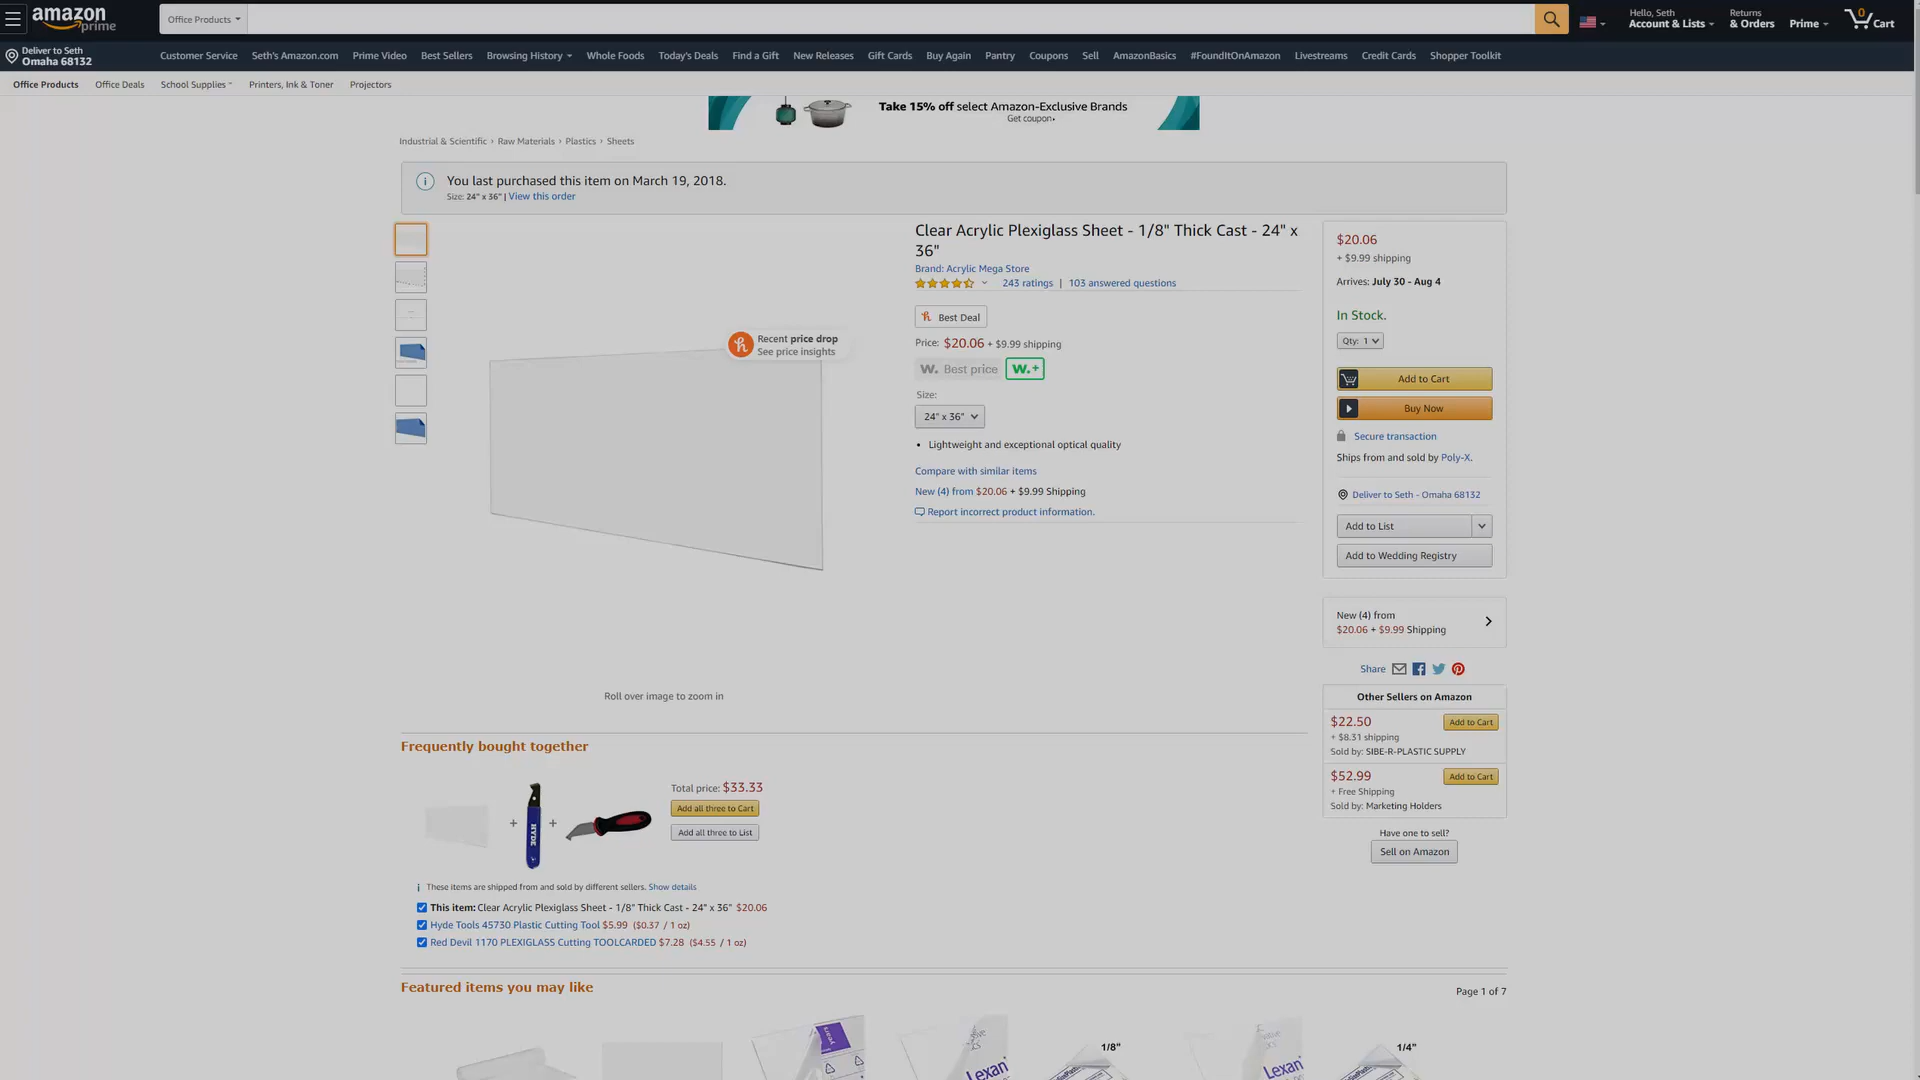 amazon
prime
Office Products
Hello, Seth
Account & Lists
Returns
& Orders
Prime
0
Cart
Deliver to Seth
Omaha 68132
Customer Service
Seth's Amazon.com
Prime Video
Best Sellers
Browsing History
Whole Foods
Today's Deals
Find a Gift
New Releases
Gift Cards
Buy Again
Pantry
Coupons
Sell
AmazonBasics
#FoundItOnAmazon
Livestreams
Credit Cards
Shopper Toolkit
Office Products
Office Deals
School Supplies
Printers, Ink & Toner
Projectors
Take 15% off select Amazon-Exclusive Brands
Get coupon
Industrial & Scientific › Raw Materials › Plastics › Sheets
You last purchased this item on March 19, 2018.
Size: 24" x 36" | View this order
Recent price drop
See price insights
Roll over image to zoom in
Clear Acrylic Plexiglass Sheet - 1/8" Thick Cast - 24" x
36"
Brand: Acrylic Mega Store
243 ratings | 103 answered questions
Best Deal
Price: $20.06 + $9.99 shipping
W. Best price
W.+
Size:
24" x 36"
• Lightweight and exceptional optical quality
Compare with similar items
New (4) from $20.06 + $9.99 Shipping
Report incorrect product information.
$20.06
+ $9.99 shipping
Arrives: July 30 - Aug 4
In Stock.
Qty: 1
Add to Cart
Buy Now
Secure transaction
Ships from and sold by Poly-X.
Deliver to Seth - Omaha 68132
Add to List
Add to Wedding Registry
New (4) from
$20.06 + $9.99 Shipping
Share
Other Sellers on Amazon
$22.50
Add to Cart
+ $8.31 shipping
Sold by: SIBE-R-PLASTIC SUPPLY
$52.99
Add to Cart
+ Free Shipping
Sold by: Marketing Holders
Have one to sell?
Sell on Amazon
Frequently bought together
+
HYDE
+
Total price: $33.33
Add all three to Cart
Add all three to List
These items are shipped from and sold by different sellers. Show details
This item: Clear Acrylic Plexiglass Sheet - 1/8" Thick Cast - 24" x 36" $20.06
Hyde Tools 45730 Plastic Cutting Tool $5.99 ($0.37 / 1 oz)
Red Devil 1170 PLEXIGLASS Cutting TOOLCARDED $7.28 ($4.55 / 1 oz)
Featured items you may like
Page 1 of 7
Lexan
1/8"
Lexan
1/4"